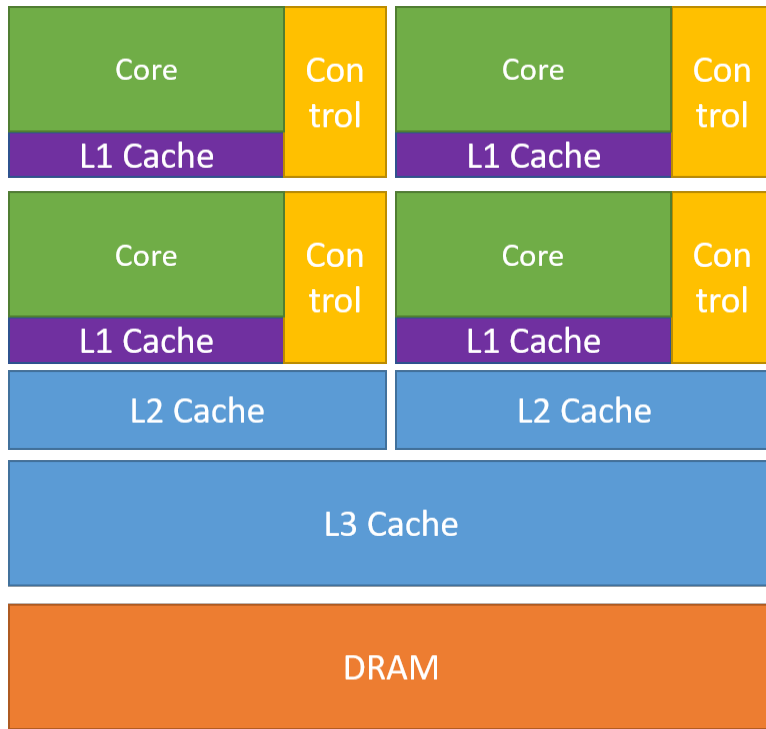 Core
Con
trol
L1 Cache
Core
Con
trol
L1 Cache
Core
Con
trol
L1 Cache
Core
Con
trol
L1 Cache
L2 Cache
L2 Cache
L3 Cache
DRAM